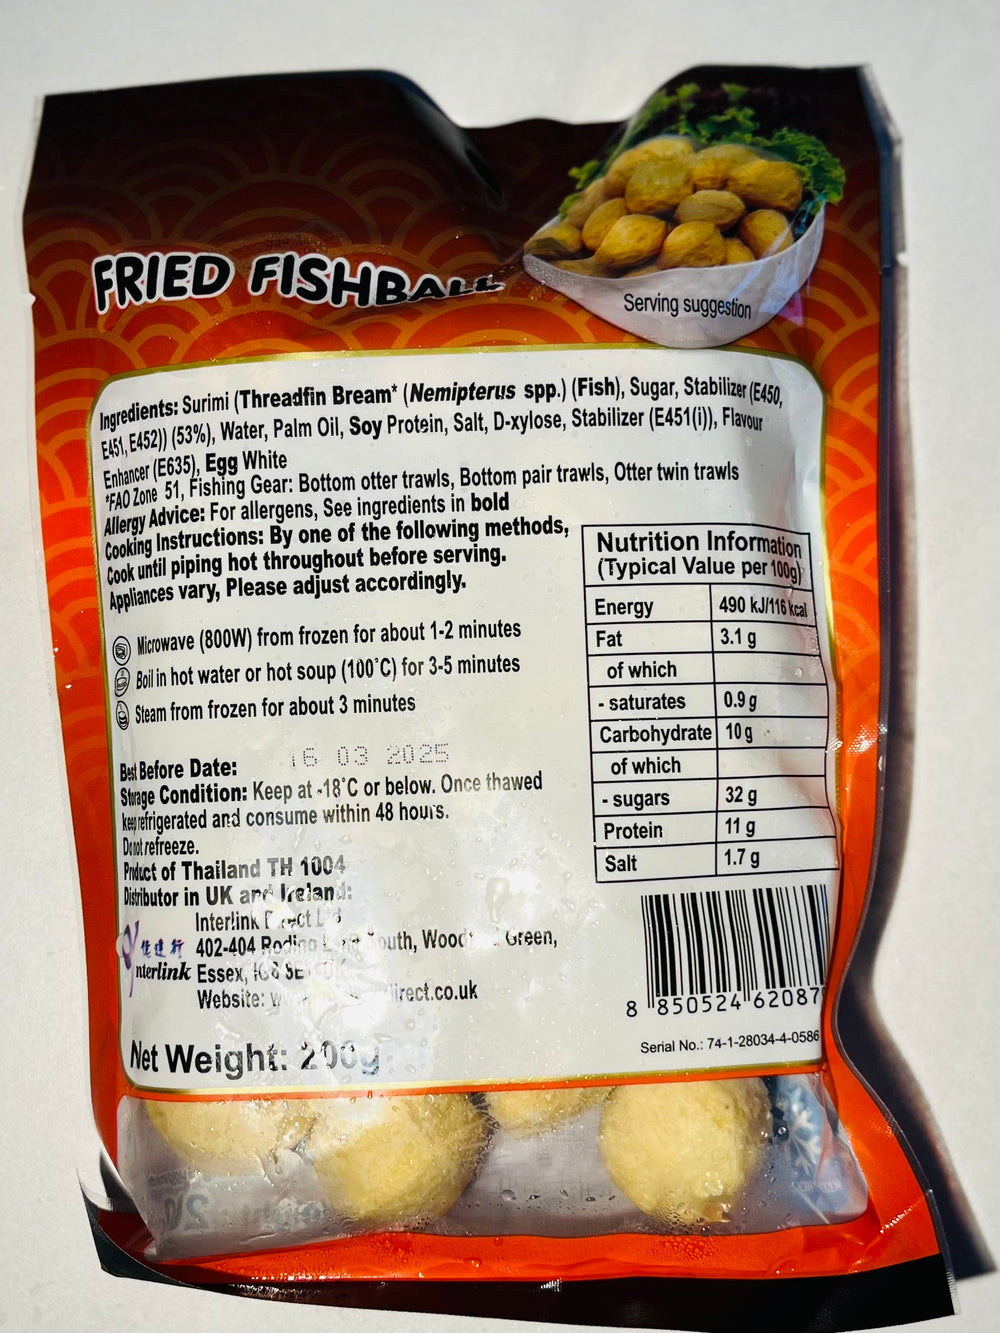 FRIED FISHBALL
Serving suggestion
Ingredients: Surimi (Threadfin Bream* (Nemipterus spp.) (Fish), Sugar, Stabilizer (E450,
E451, E452)) (53%), Water, Palm Oil, Soy Protein, Salt, D-xylose, Stabilizer (E451(i)), Flavour
Enhancer (E635), Egg White
*FAO Zone 51, Fishing Gear: Bottom otter trawls, Bottom pair trawls, Otter twin trawls
Allergy Advice: For allergens, See ingredients in bold
Cooking Instructions: By one of the following methods,
Cook until piping hot throughout before serving.
Appliances vary, Please adjust accordingly.
Microwave (800W) from frozen for about 1-2 minutes
Boil in hot water or hot soup (100°C) for 3-5 minutes
Steam from frozen for about 3 minutes
Best Before Date: 16 03 2025
Storage Condition: Keep at -18°C or below. Once thawed
keep refrigerated and consume within 48 hours.
Do not refreeze.
Product of Thailand TH 1004
Distributor in UK and Ireland:
Interlink Direct Ltd
402-404 Roding South, Green,
Essex, UK
Website:
nterlink
Net Weight: 200g
Nutrition Information
(Typical Value per 100g)
Energy 490 kJ/116 kcal
Fat 3.1 g
of which
- saturates 0.9 g
Carbohydrate 10 g
of which
- sugars 32 g
Protein 11 g
Salt 1.7 g
8 850524 62087
Serial No.: 74-1-28034-4-0586